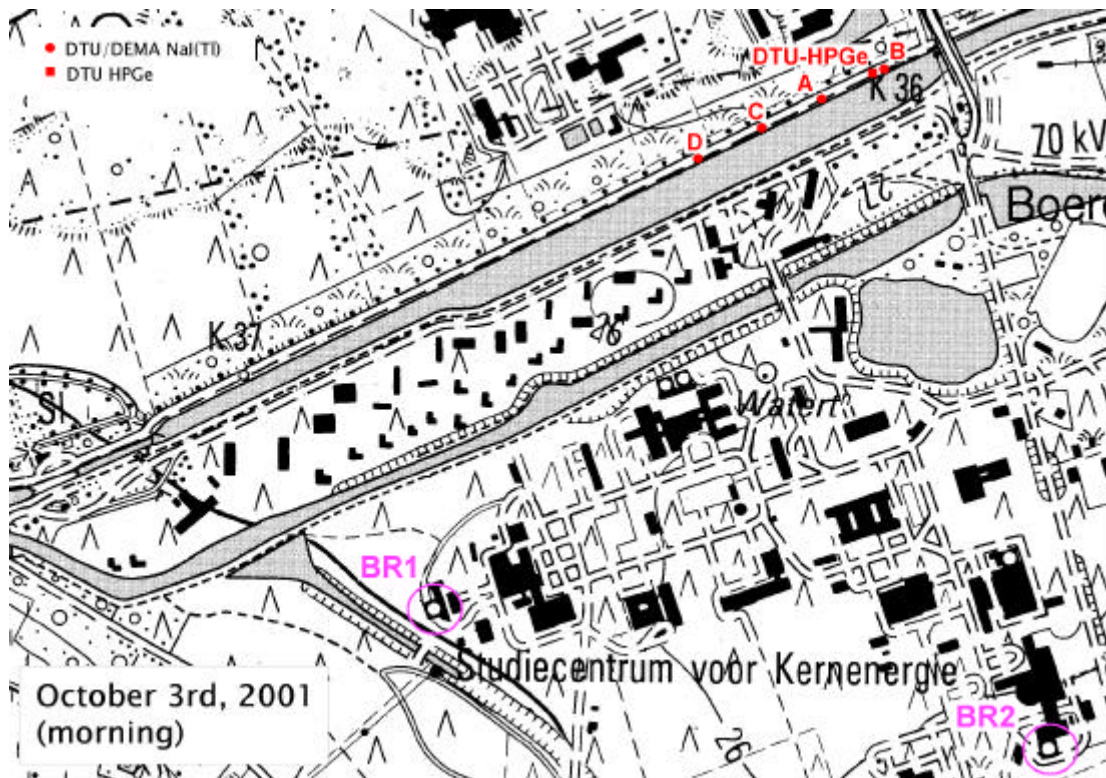 DTU/DEMA NaI(Tl)
DTU HPGe
DTU-HPGe
B
A
K 36
C
D
70 kV
27
Boere
K 37
26
SI
Watert
BR1
Studiecentrum voor Kernenergie
BR2
26
October 3rd, 2001
(morning)